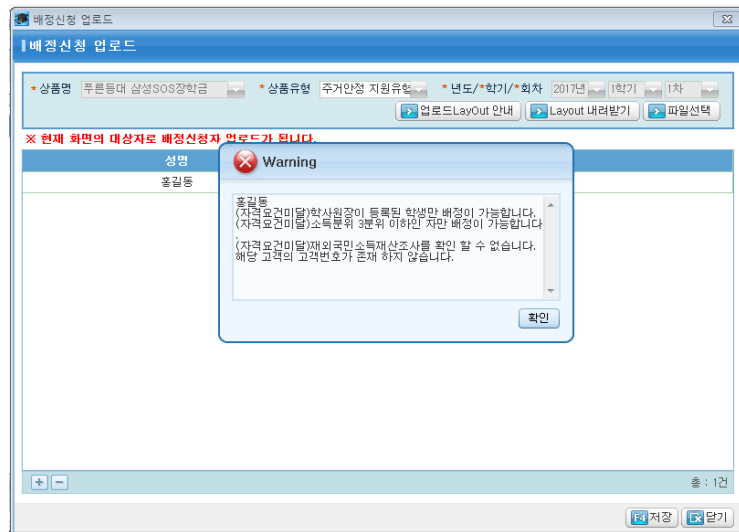 배정신청 업로드
배정신청 업로드
* 상품명 푸른등대 삼성SOS장학금 * 상품유형 주거안정 지원유형 * 년도/*학기/*회차 2017년 1학기 1차
업로드LayOut 안내 Layout 내려받기 파일선택
※ 현재 화면의 대상자로 배정신청자 업로드가 됩니다.
성명
홍길동
Warning
홍길동
(자격요건미달)학사원장이 등록된 학생만 배정이 가능합니다.
(자격요건미달)소득분위 3분위 이하인 자만 배정이 가능합니다
.
(자격요건미달)재외국민소득재산조사를 확인 할 수 없습니다.
해당 고객의 고객번호가 존재 하지 않습니다.
확인
총 : 1건
F4 저장 닫기